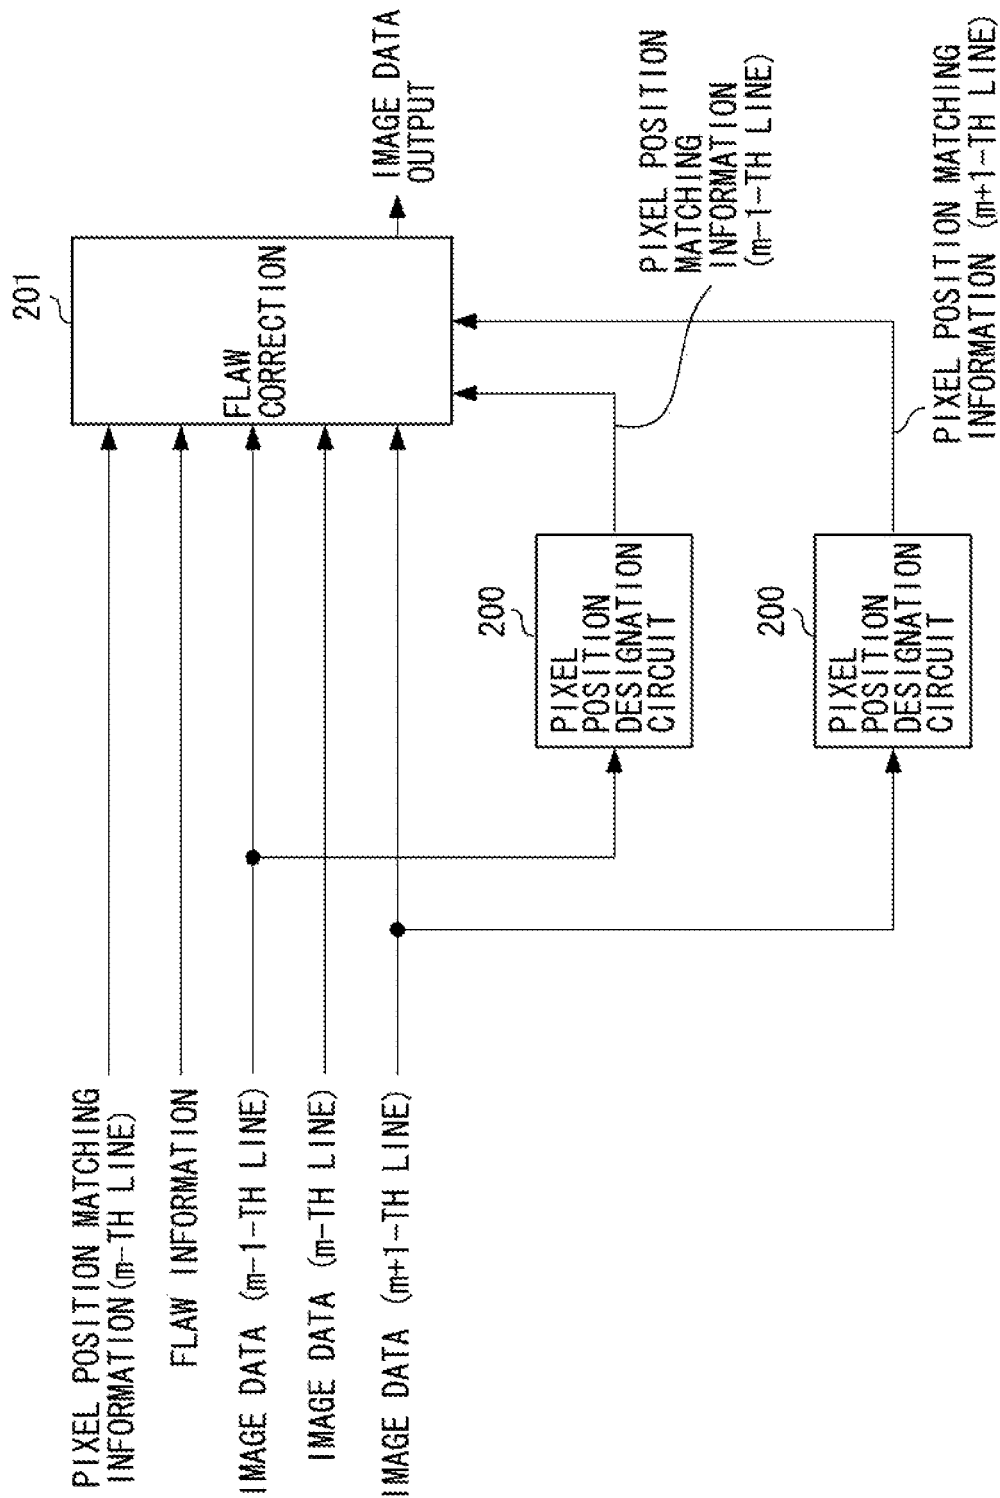 PIXEL POSITION MATCHING
INFORMATION(m-TH LINE)
FLAW INFORMATION
IMAGE DATA (m-1-TH LINE)
IMAGE DATA (m-TH LINE)
IMAGE DATA (m+1-TH LINE)
201
FLAW
CORRECTION
IMAGE DATA
OUTPUT
200
PIXEL
POSITION
DESIGNATION
CIRCUIT
PIXEL POSITION
MATCHING
INFORMATION
(m-1-TH LINE)
200
PIXEL
POSITION
DESIGNATION
CIRCUIT
PIXEL POSITION MATCHING
INFORMATION (m+1-TH LINE)